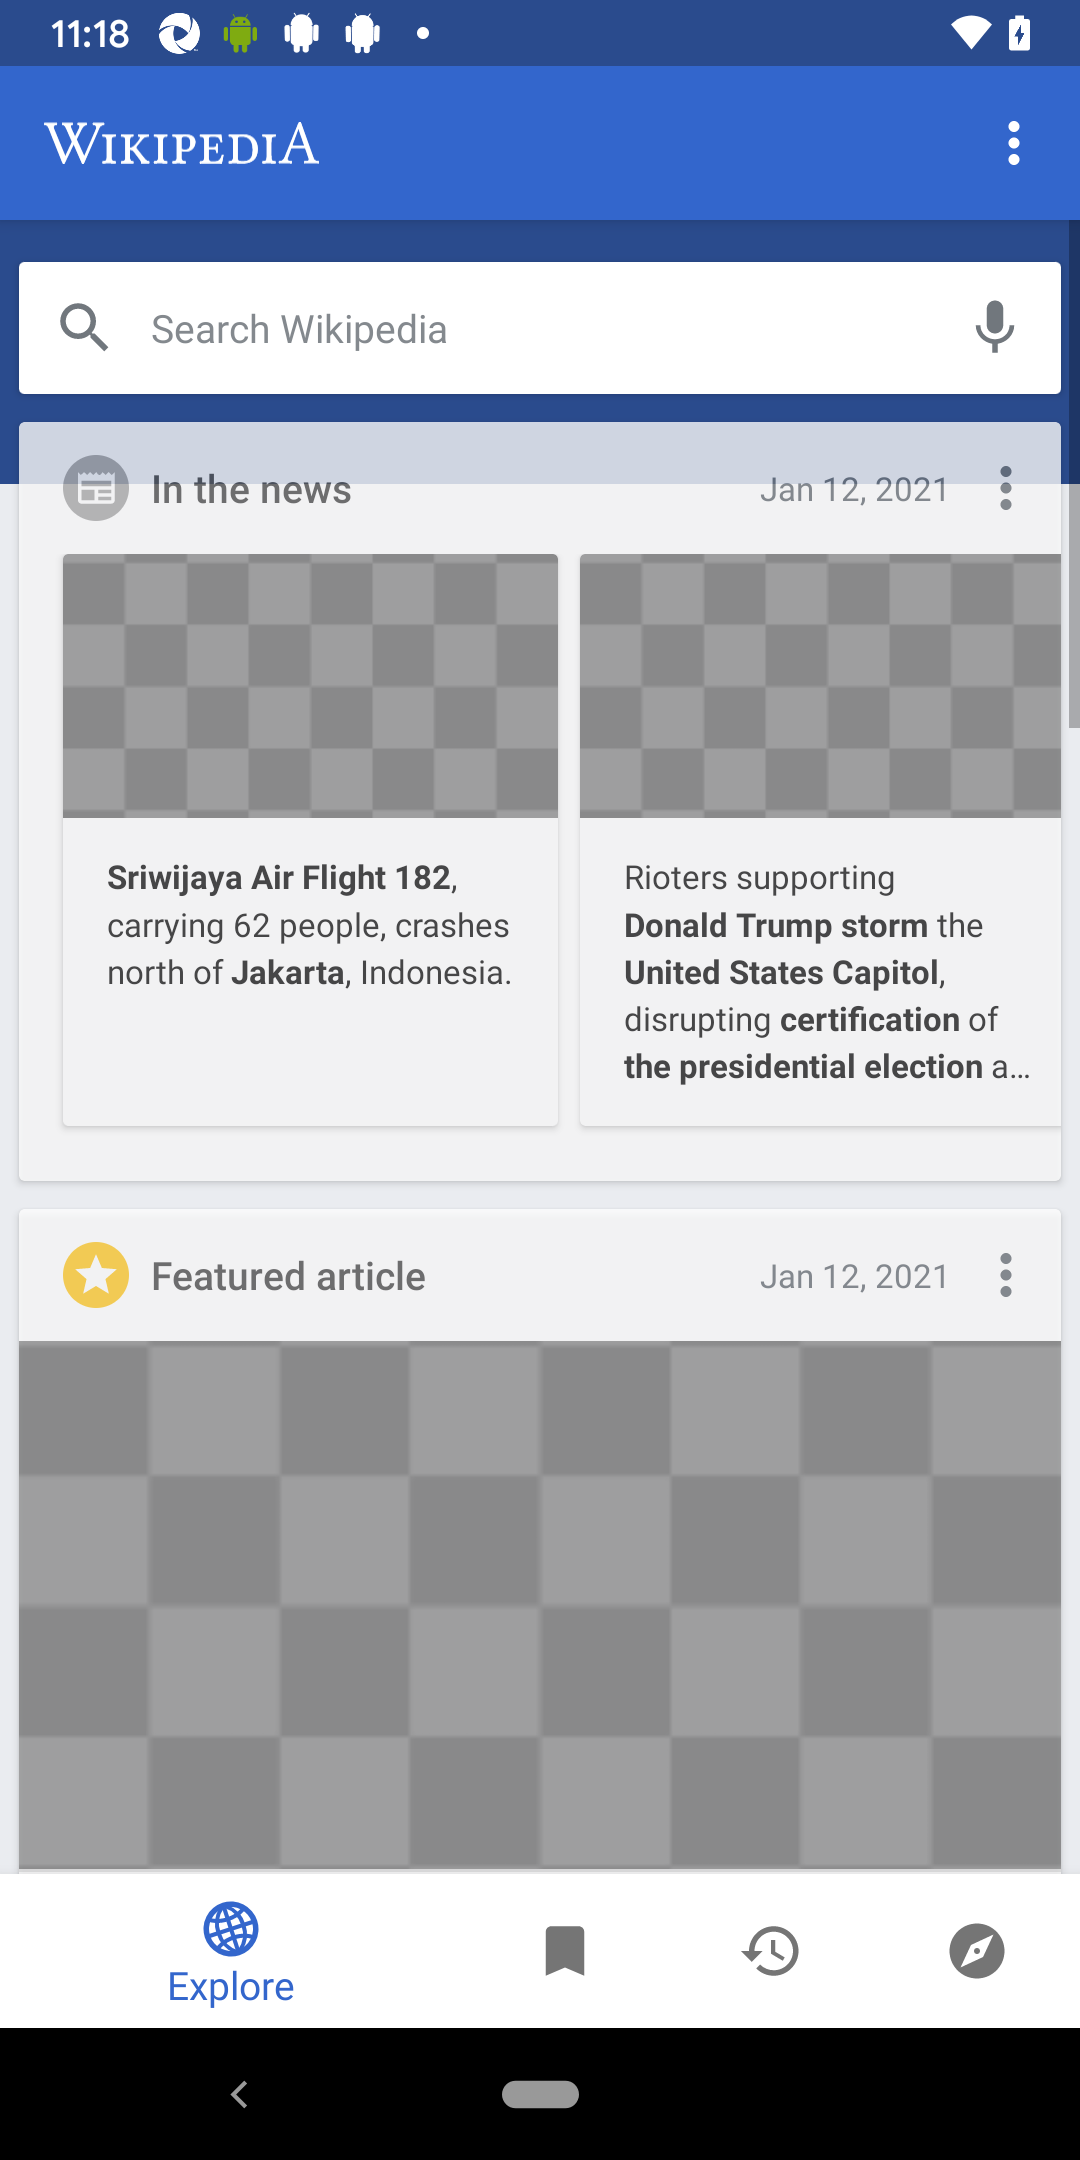 11:18
WIKIPEDIA
Search Wikipedia
In the news
Jan 12, 2021
Sriwijaya Air Flight 182,
carrying 62 people, crashes
north of Jakarta, Indonesia.
Rioters supporting
Donald Trump storm the
United States Capitol,
disrupting certification of
the presidential election a…
Featured article
Jan 12, 2021
Explore